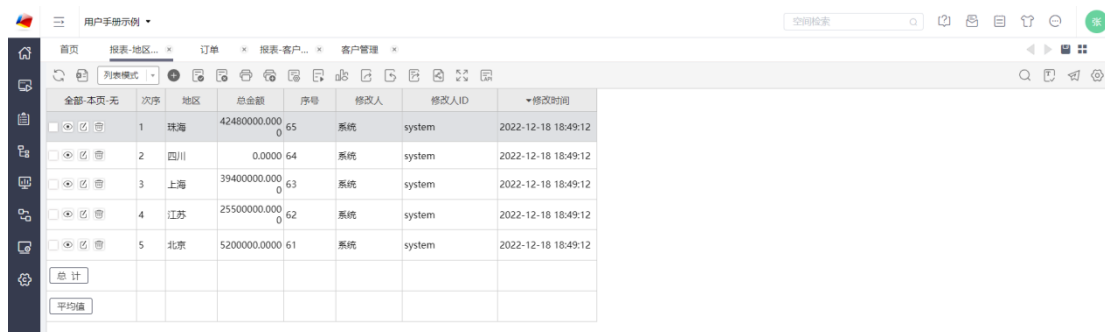 用户手册示例
空间检索
张
首页 报表-地区... × 订单 × 报表-客户... × 客户管理 ×
列表模式
全部-本页-无 次序 地区 总金额 序号 修改人 修改人ID 修改时间
1 珠海 42480000.0000 65 系统 system 2022-12-18 18:49:12
2 四川 0.0000 64 系统 system 2022-12-18 18:49:12
3 上海 39400000.0000 63 系统 system 2022-12-18 18:49:12
4 江苏 25500000.0000 62 系统 system 2022-12-18 18:49:12
5 北京 5200000.0000 61 系统 system 2022-12-18 18:49:12
总 计
平均值